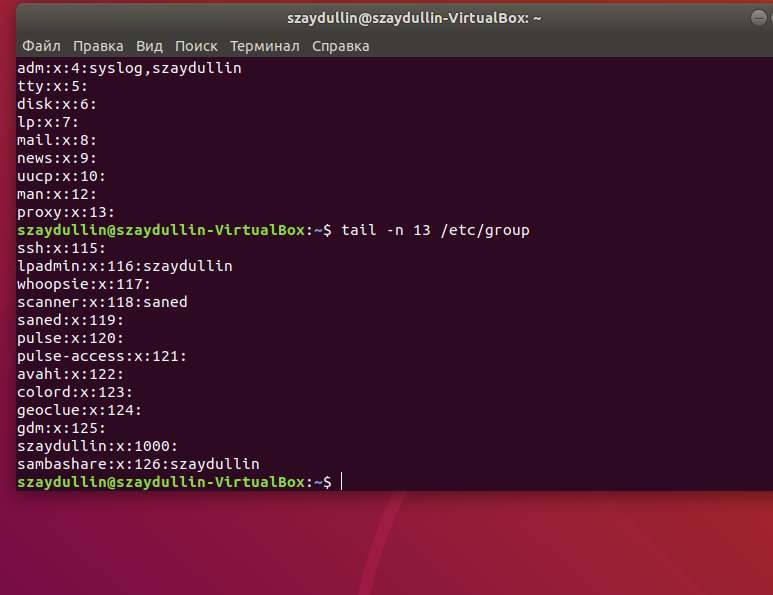 szaydullin@szaydullin-VirtualBox: ~
Файл Правка Вид Поиск Терминал Справка
adm:x:4:syslog,szaydullin
tty:x:5:
disk:x:6:
lp:x:7:
mail:x:8:
news:x:9:
uucp:x:10:
man:x:12:
proxy:x:13:
szaydullin@szaydullin-VirtualBox:~$ tail -n 13 /etc/group
ssh:x:115:
lpadmin:x:116:szaydullin
whoopsie:x:117:
scanner:x:118:saned
saned:x:119:
pulse:x:120:
pulse-access:x:121:
avahi:x:122:
colord:x:123:
geoclue:x:124:
gdm:x:125:
szaydullin:x:1000:
sambashare:x:126:szaydullin
szaydullin@szaydullin-VirtualBox:~$